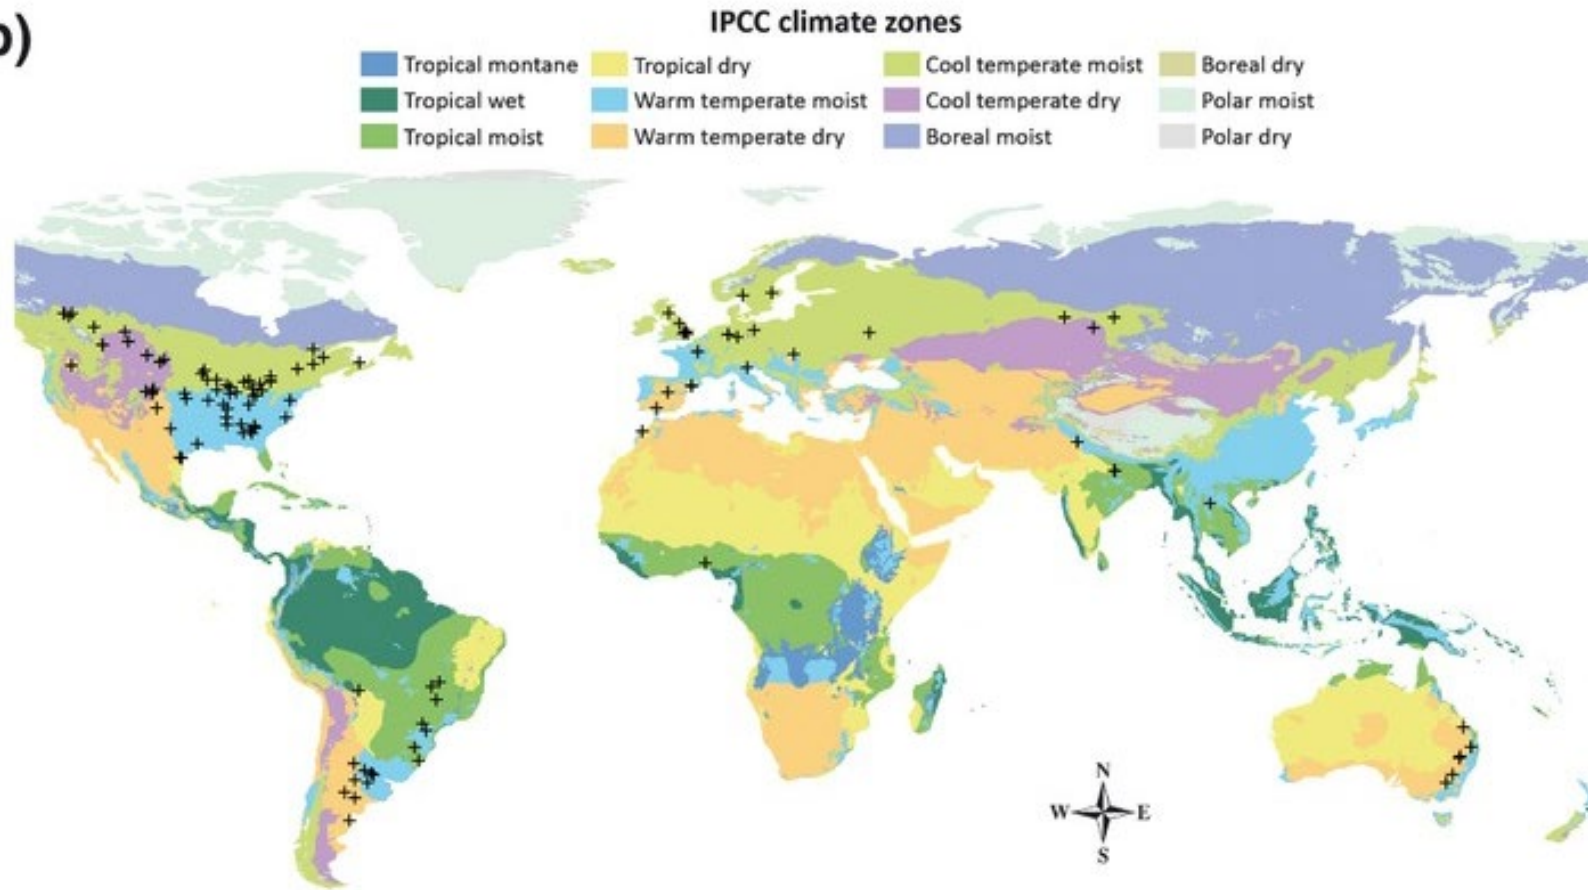 b)
IPCC climate zones
Tropical montane Tropical dry Cool temperate moist Boreal dry
Tropical wet Warm temperate moist Cool temperate dry Polar moist
Tropical moist Warm temperate dry Boreal moist Polar dry
N
W E
S